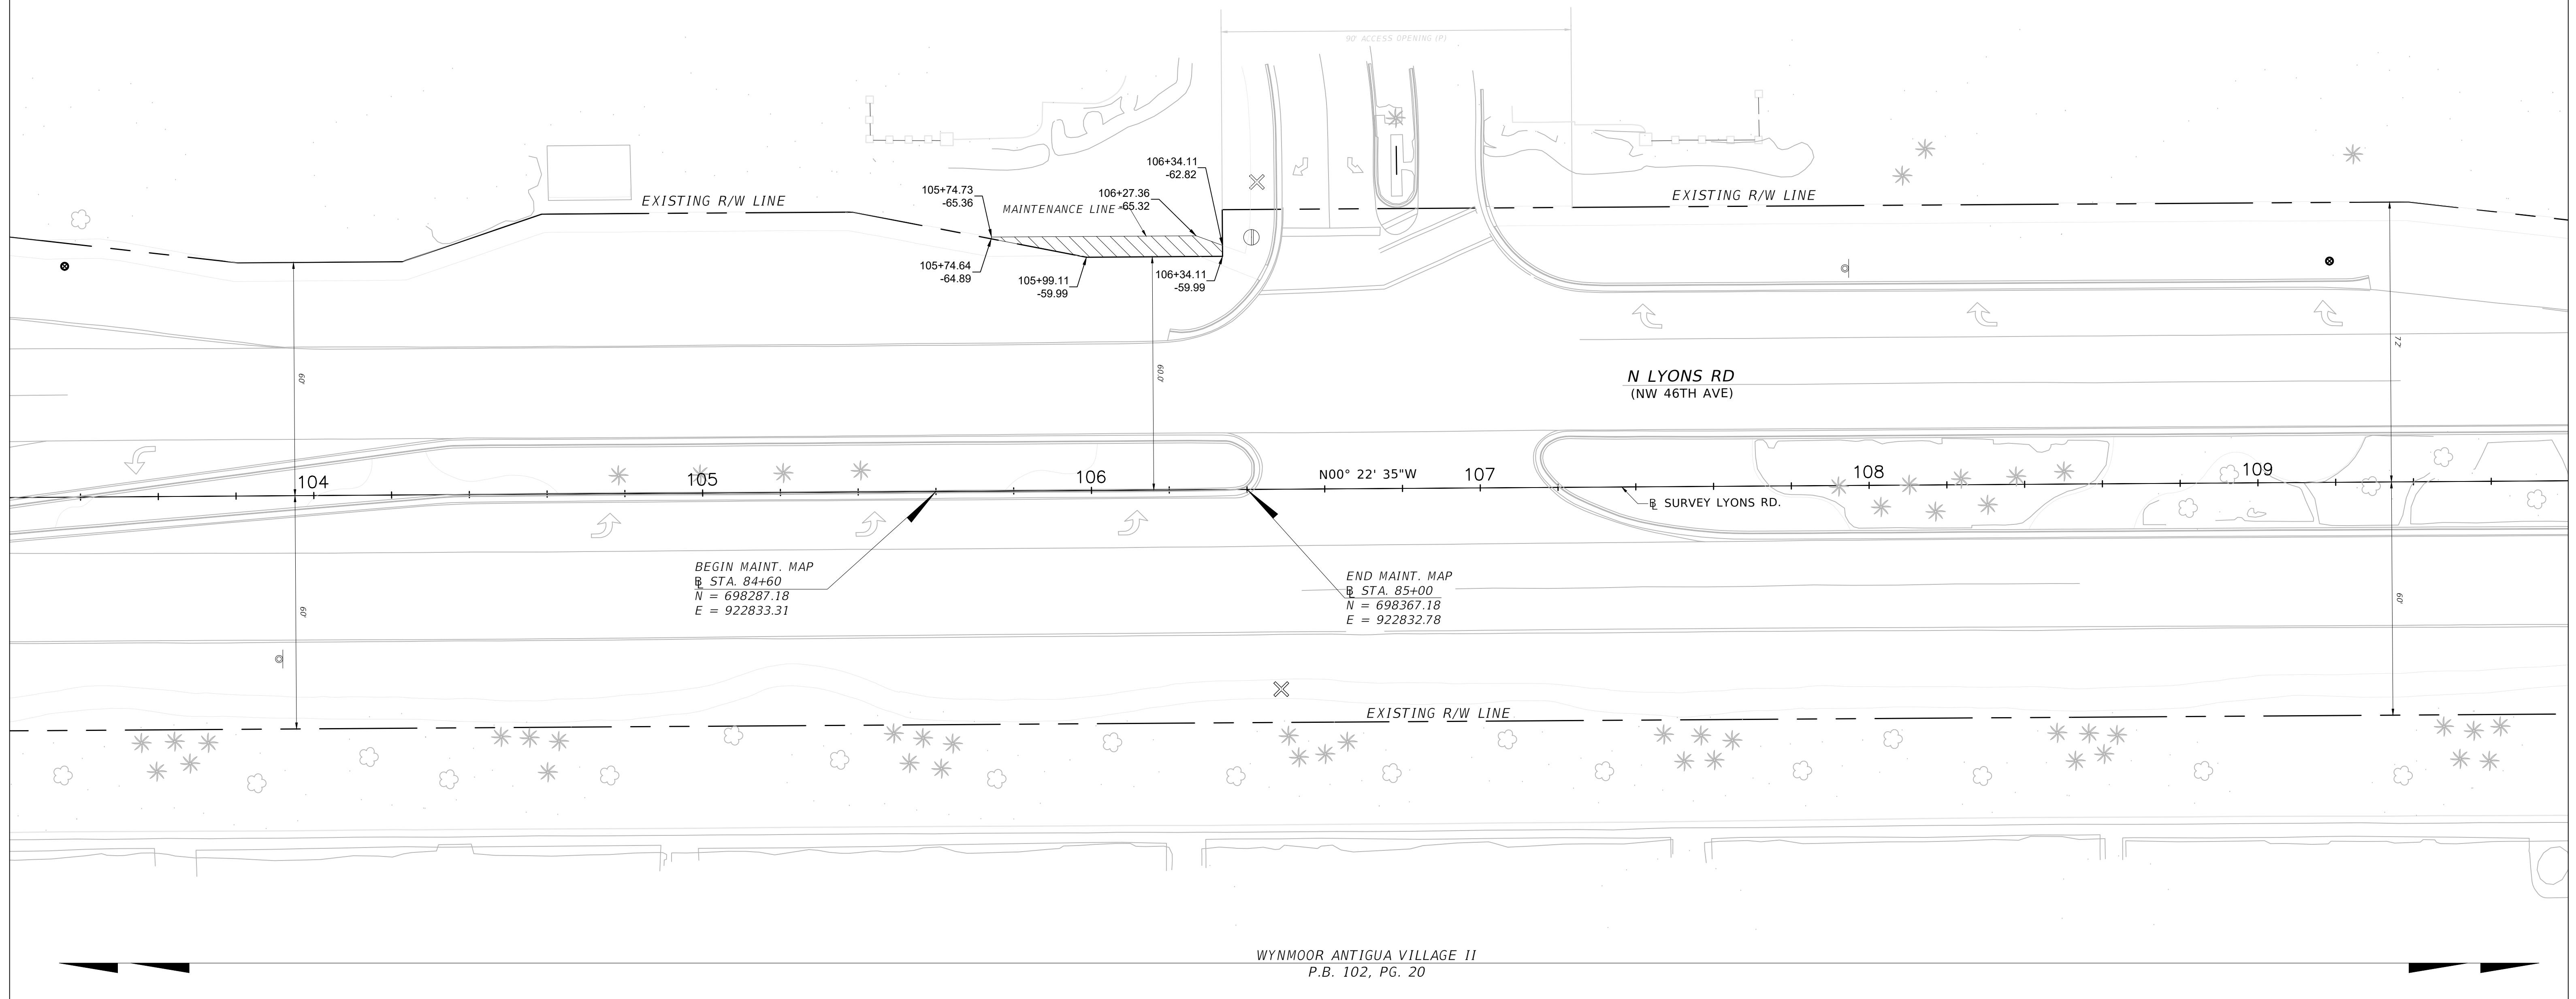 90' ACCESS OPENING (P)
106+34.11
-62.82
105+74.73
-65.36
106+27.36
-65.32
EXISTING R/W LINE
MAINTENANCE LINE
EXISTING R/W LINE
105+74.64
-64.89
105+99.11
-59.99
106+34.11
-59.99
60'
60.0'
72'
N LYONS RD
(NW 46TH AVE)
104
105
106
N00° 22' 35"W
107
108
109
SURVEY LYONS RD.
BEGIN MAINT. MAP
STA. 84+60
N = 698287.18
E = 922833.31
END MAINT. MAP
STA. 85+00
N = 698367.18
E = 922832.78
60'
60'
EXISTING R/W LINE
WYNMOOR ANTIGUA VILLAGE II
P.B. 102, PG. 20